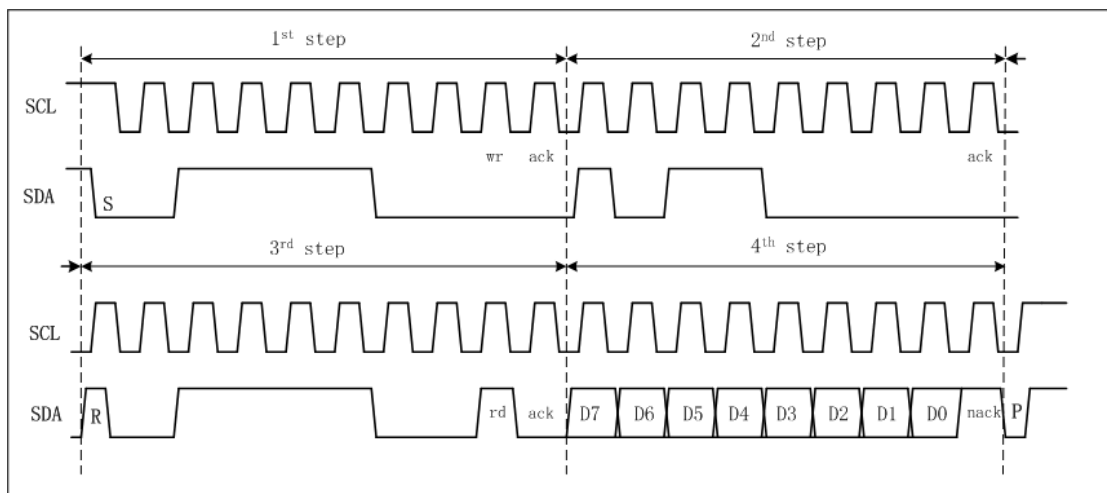 1st step 2nd step
SCL
wr ack ack
SDA S
3rd step 4th step
SCL
SDA R rd ack D7 D6 D5 D4 D3 D2 D1 D0 nack P